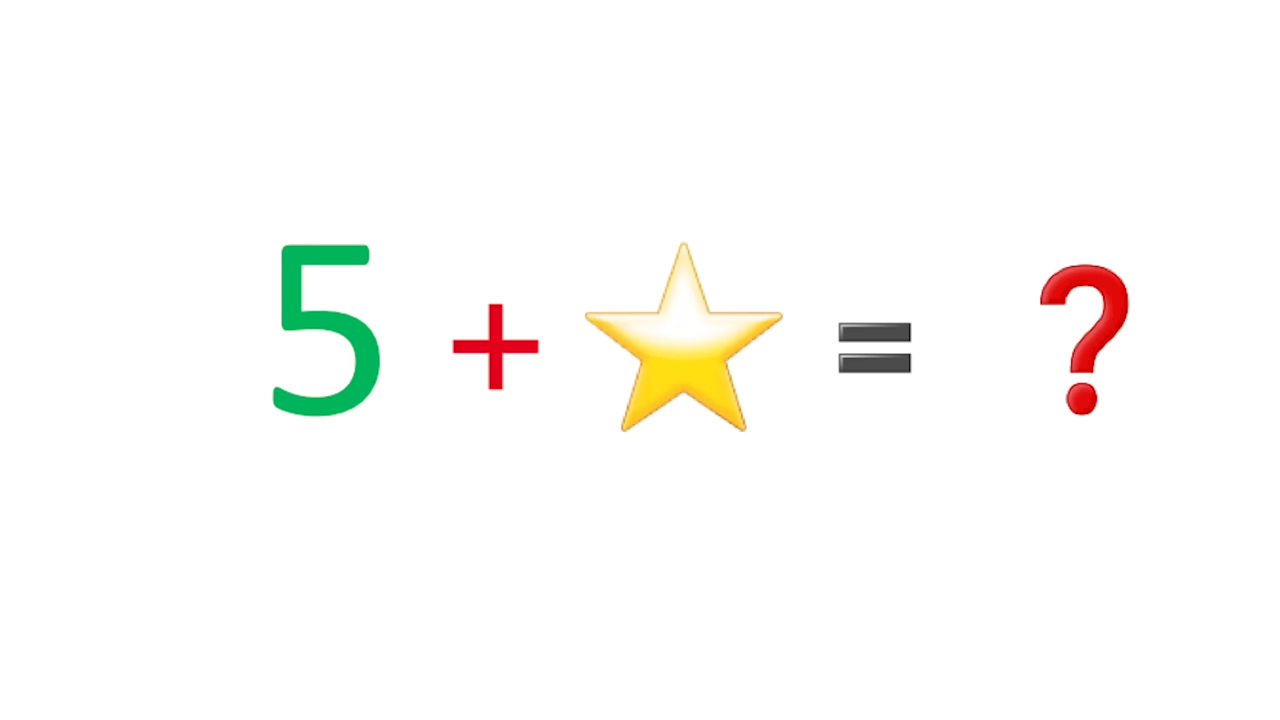 5 + ⭐ = ?